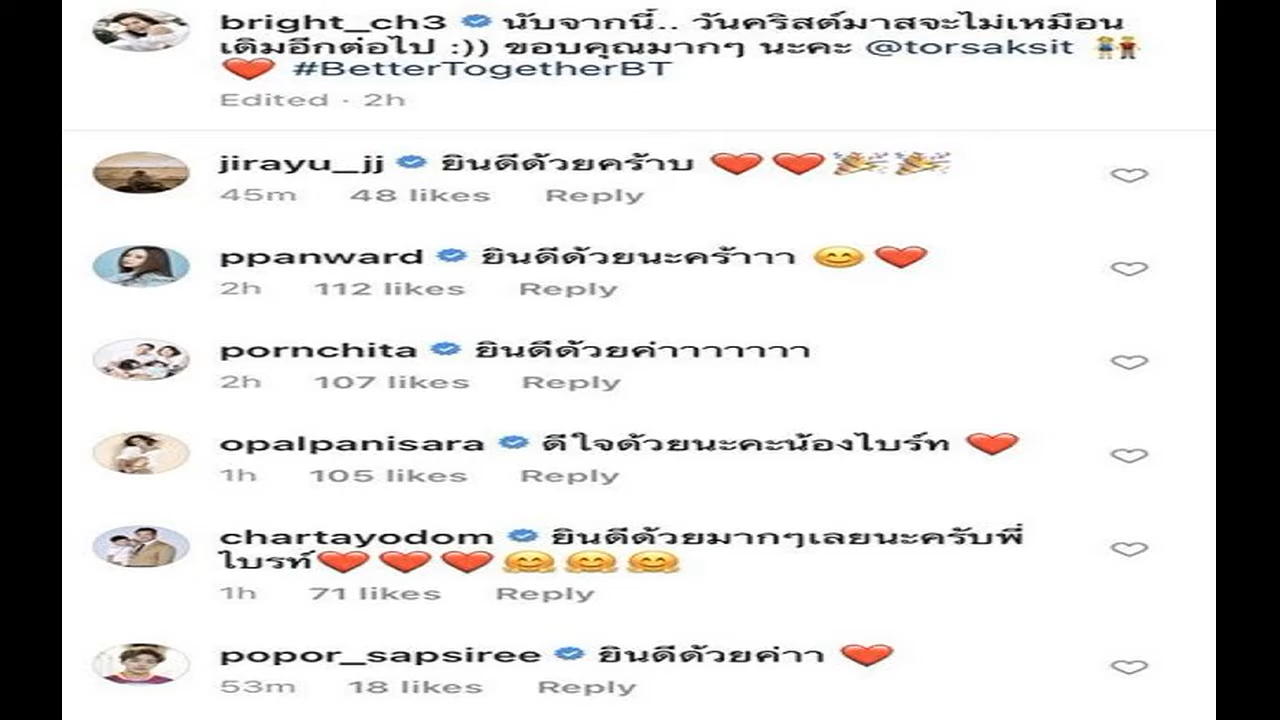 bright_ch3 นับจากนี้.. วันคริสต์มาสจะไม่เหมือน
เดิมอีกต่อไป :)) ขอบคุณมากๆ นะคะ @torsaksit 👫
❤️ #BetterTogetherBT
Edited · 2h
jirayu_jj ยินดีด้วยคร้าบ ❤️❤️🎉🎉
45m 48 likes Reply
ppanward ยินดีด้วยนะคร้าาา 😊❤️
2h 112 likes Reply
pornchita ยินดีด้วยค่าาาาาาา
2h 107 likes Reply
opalpanisara ดีใจด้วยนะคะน้องไบร์ท ❤️
1h 105 likes Reply
chartayodom ยินดีด้วยมากๆเลยนะครับพี่
ไบรท์❤️❤️❤️🤗🤗🤗
1h 71 likes Reply
popor_sapsiree ยินดีด้วยค่าา ❤️
53m 18 likes Reply